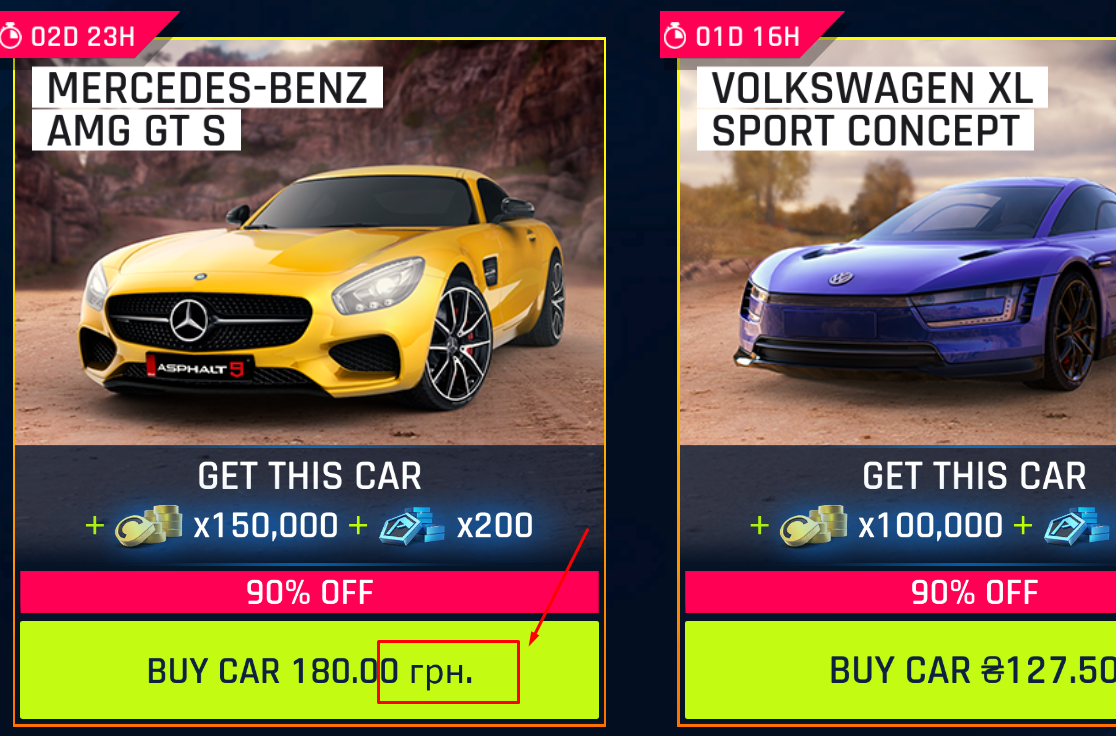 02D 23H
MERCEDES-BENZ
AMG GT S
ASPHALT 9
GET THIS CAR
+ x150,000 + x200
90% OFF
BUY CAR 180.00 грн.
01D 16H
VOLKSWAGEN XL
SPORT CONCEPT
GET THIS CAR
+ x100,000 +
90% OFF
BUY CAR ₴127.50